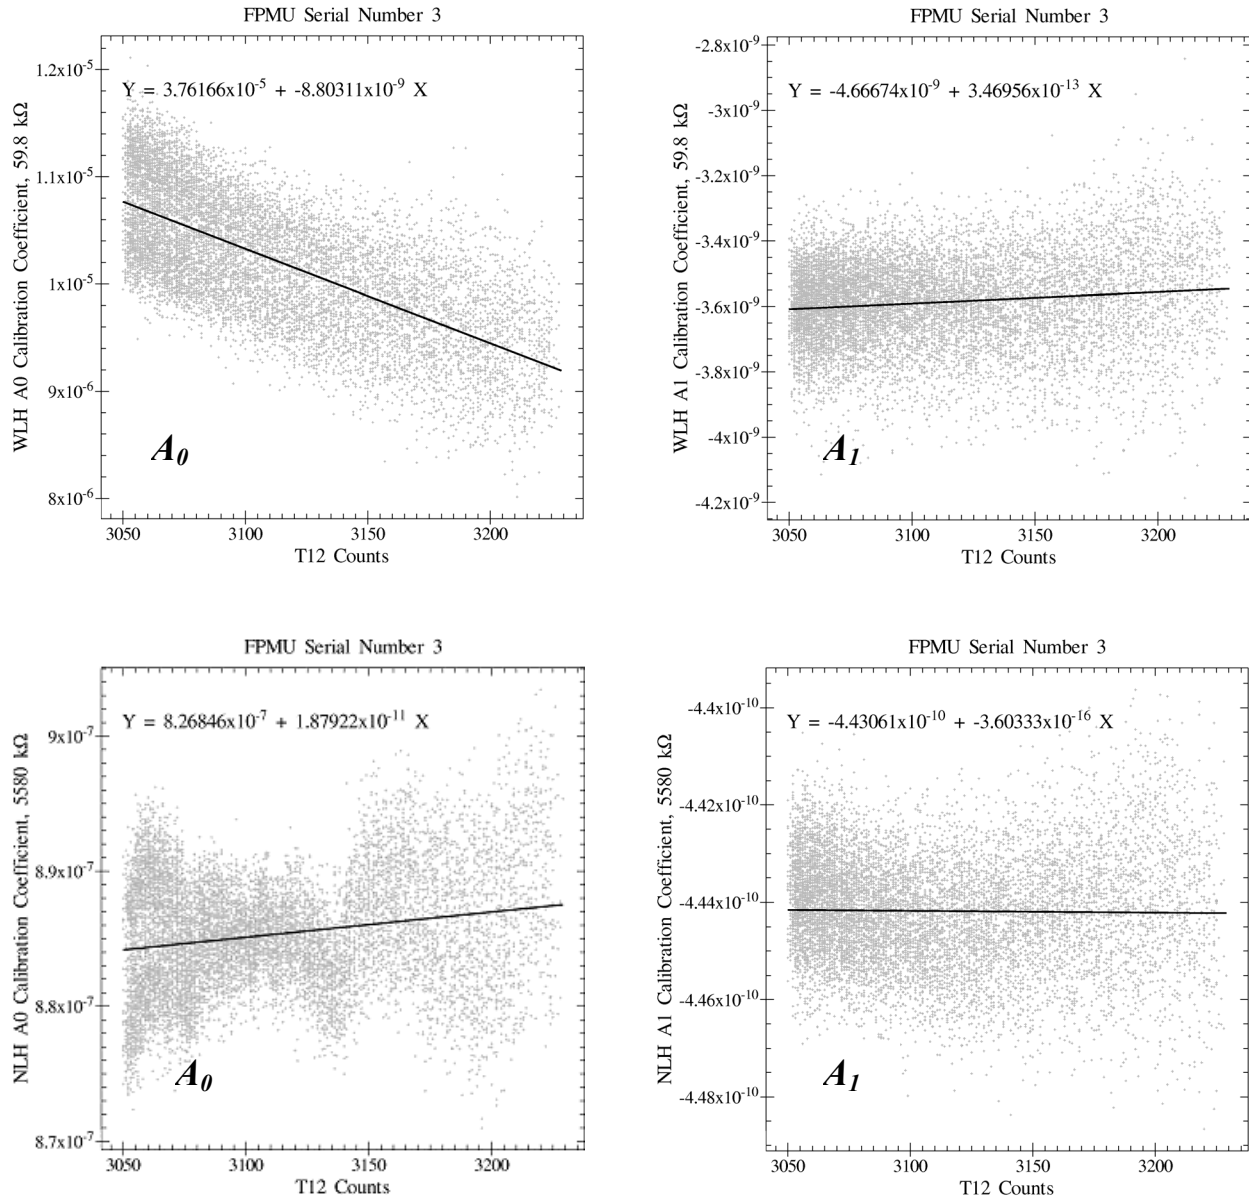 FPMU Serial Number 3
WLH A0 Calibration Coefficient, 59.8 kΩ
1.2x10⁻⁵
1.1x10⁻⁵
1x10⁻⁵
9x10⁻⁶
8x10⁻⁶
Y = 3.76166x10⁻⁵ + -8.80311x10⁻⁹ X
A₀
3050 3100 3150 3200
T12 Counts
FPMU Serial Number 3
WLH A1 Calibration Coefficient, 59.8 kΩ
-2.8x10⁻⁹
-3x10⁻⁹
-3.2x10⁻⁹
-3.4x10⁻⁹
-3.6x10⁻⁹
-3.8x10⁻⁹
-4x10⁻⁹
-4.2x10⁻⁹
Y = -4.66674x10⁻⁹ + 3.46956x10⁻¹³ X
A₁
3050 3100 3150 3200
T12 Counts
FPMU Serial Number 3
NLH A0 Calibration Coefficient, 5580 kΩ
9x10⁻⁷
8.9x10⁻⁷
8.8x10⁻⁷
8.7x10⁻⁷
Y = 8.26846x10⁻⁷ + 1.87922x10⁻¹¹ X
A₀
3050 3100 3150 3200
T12 Counts
FPMU Serial Number 3
NLH A1 Calibration Coefficient, 5580 kΩ
-4.4x10⁻¹⁰
-4.42x10⁻¹⁰
-4.44x10⁻¹⁰
-4.46x10⁻¹⁰
-4.48x10⁻¹⁰
Y = -4.43061x10⁻¹⁰ + -3.60333x10⁻¹⁶ X
A₁
3050 3100 3150 3200
T12 Counts